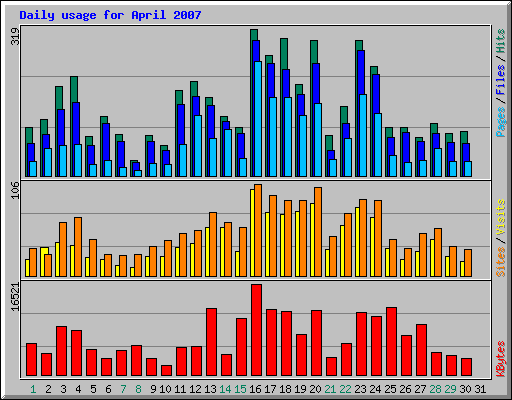 Daily usage for April 2007
319
Pages / Files / Hits
106
Sites / Visits
16521
KBytes
1 2 3 4 5 6 7 8 9 10 11 12 13 14 15 16 17 18 19 20 21 22 23 24 25 26 27 28 29 30 31